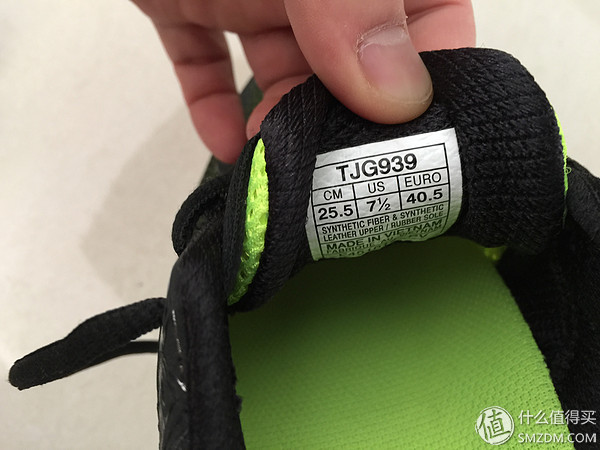 TJG939
CM US EURO
25.5 7½ 40.5
SYNTHETIC FIBER & SYNTHETIC
LEATHER UPPER / RUBBER SOLE
MADE IN VIETNAM
值 什么值得买
SMZDM.COM